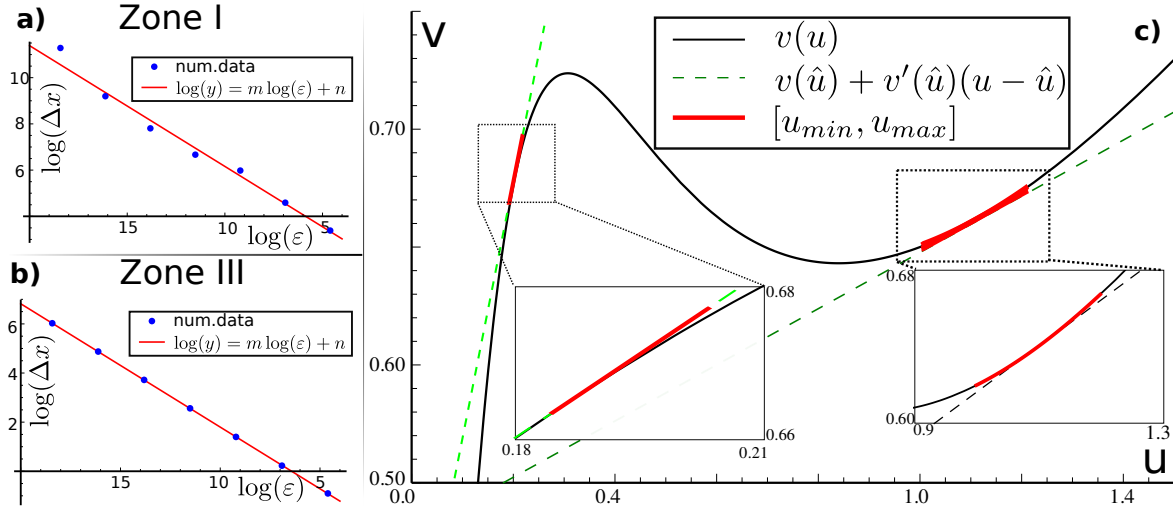 a)
Zone I
num.data
log(y) = m log(ε) + n
log(Δx)
10
8
6
15
10
5
log(ε)
b)
Zone III
num.data
log(y) = m log(ε) + n
log(Δx)
6
4
2
15
10
5
log(ε)
c)
v
v(u)
v(û) + v′(û)(u − û)
[u_min, u_max]
0.70
0.60
0.50
0.0
0.4
1.0
1.4
u
0.68
0.66
0.18
0.21
0.68
0.60
0.9
1.3